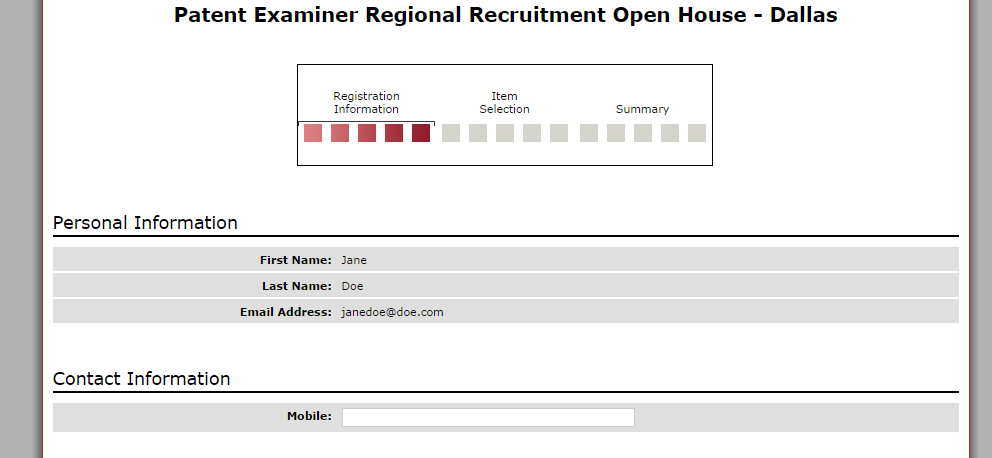 Patent Examiner Regional Recruitment Open House - Dallas
Registration
Information
Item
Selection
Summary
Personal Information
First Name: Jane
Last Name: Doe
Email Address: janedoe@doe.com
Contact Information
Mobile: